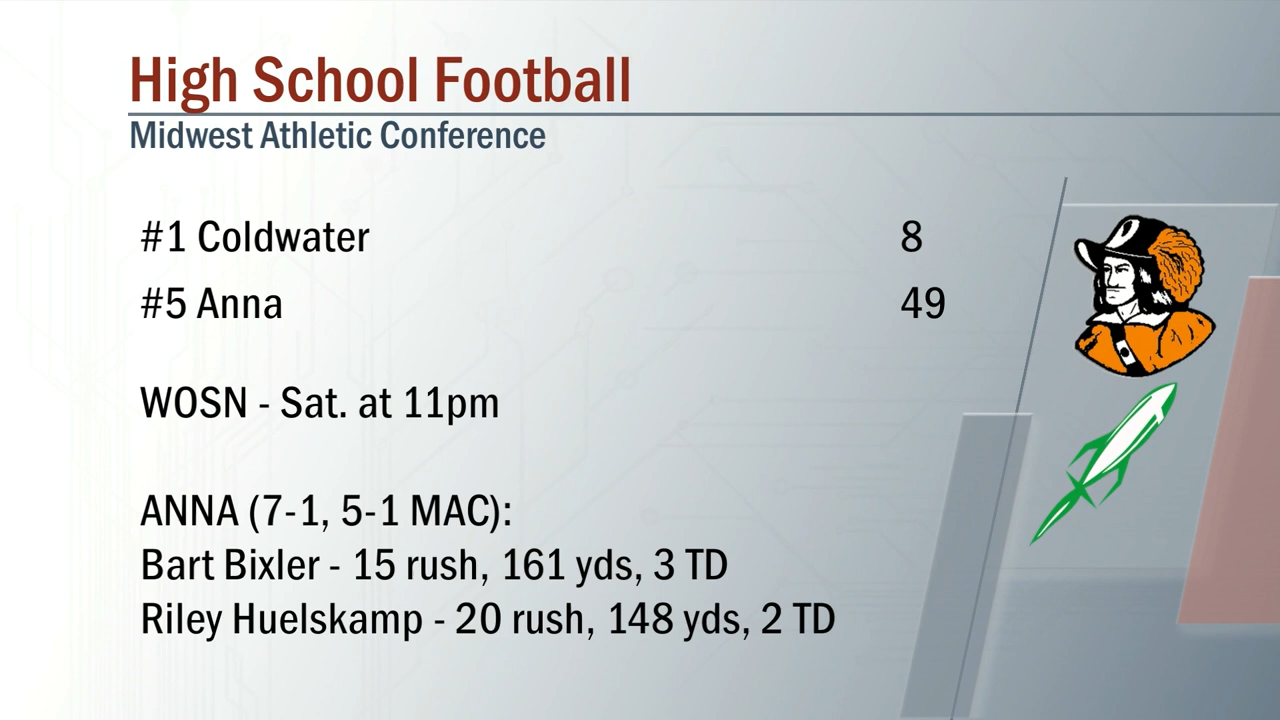 High School Football
Midwest Athletic Conference
#1 Coldwater 8
#5 Anna 49
WOSN - Sat. at 11pm
ANNA (7-1, 5-1 MAC):
Bart Bixler - 15 rush, 161 yds, 3 TD
Riley Huelskamp - 20 rush, 148 yds, 2 TD